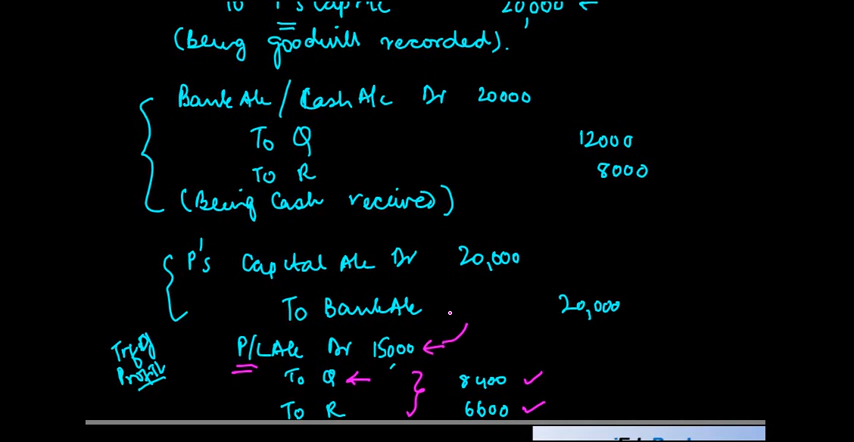 To P's Capital 20,000 ←
(Being goodwill recorded).
Bank A/c / Cash A/c Dr 20000
To Q 12000
To R 8000
(Being Cash received)
P's Capital A/c Dr 20,000
To Bank A/c 20,000
P/L A/c Dr 15000
Profit
To Q 8400
To R 6600